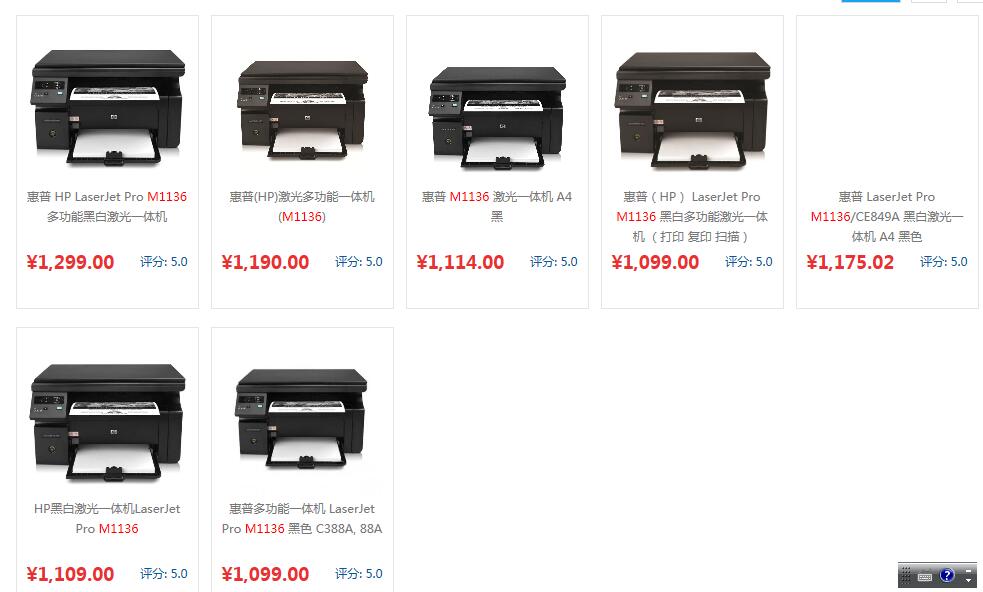 惠普 HP LaserJet Pro M1136
多功能黑白激光一体机
¥1,299.00 评分: 5.0
惠普(HP)激光多功能一体机
(M1136)
¥1,190.00 评分: 5.0
惠普 M1136 激光一体机 A4
黑
¥1,114.00 评分: 5.0
惠普（HP） LaserJet Pro
M1136 黑白多功能激光一体
机 （打印 复印 扫描）
¥1,099.00 评分: 5.0
惠普 LaserJet Pro
M1136/CE849A 黑白激光一
体机 A4 黑色
¥1,175.02 评分: 5.0
HP黑白激光一体机LaserJet
Pro M1136
¥1,109.00 评分: 5.0
惠普多功能一体机 LaserJet
Pro M1136 黑色 C388A, 88A
¥1,099.00 评分: 5.0